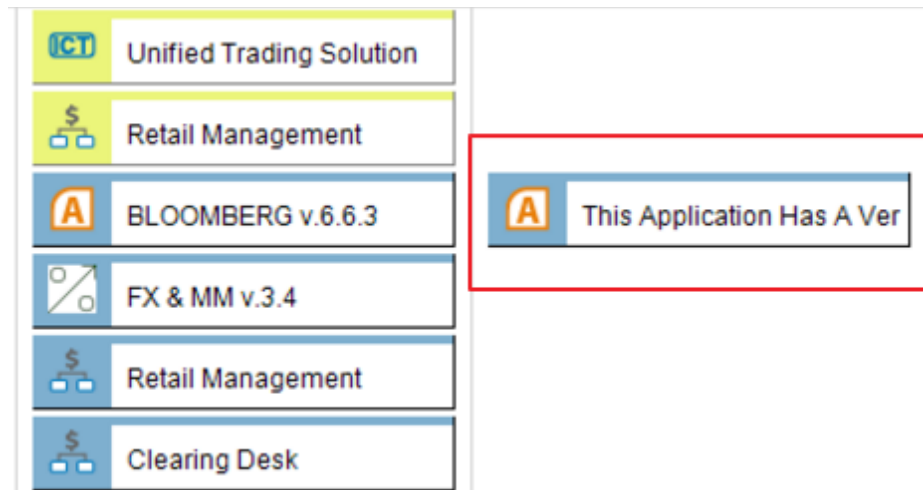 ICT Unified Trading Solution
$ Retail Management
A BLOOMBERG v.6.6.3
A This Application Has A Ver
FX & MM v.3.4
$ Retail Management
$ Clearing Desk